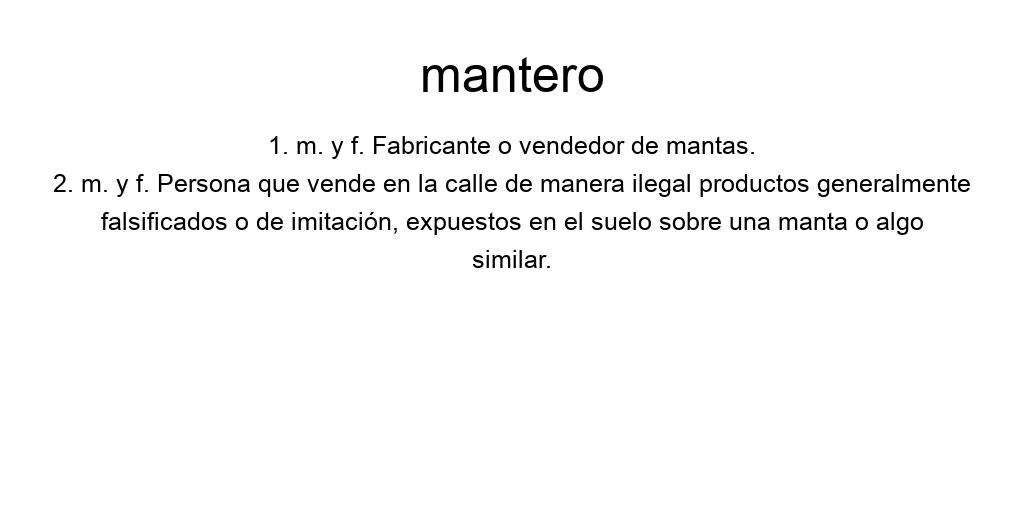 mantero
1. m. y f. Fabricante o vendedor de mantas.
2. m. y f. Persona que vende en la calle de manera ilegal productos generalmente
falsificados o de imitación, expuestos en el suelo sobre una manta o algo
similar.